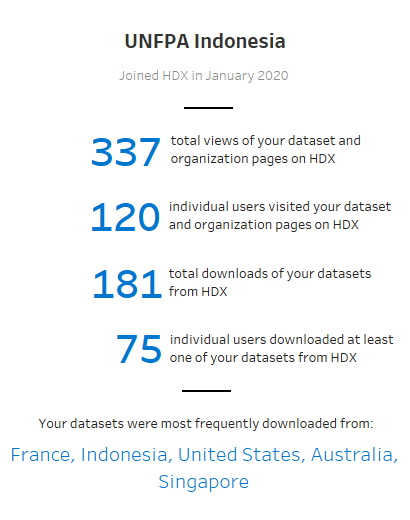 UNFPA Indonesia
Joined HDX in January 2020
337
total views of your dataset and
organization pages on HDX
120
individual users visited your dataset
and organization pages on HDX
181
total downloads of your datasets
from HDX
75
individual users downloaded at least
one of your datasets from HDX
Your datasets were most frequently downloaded from:
France, Indonesia, United States, Australia,
Singapore